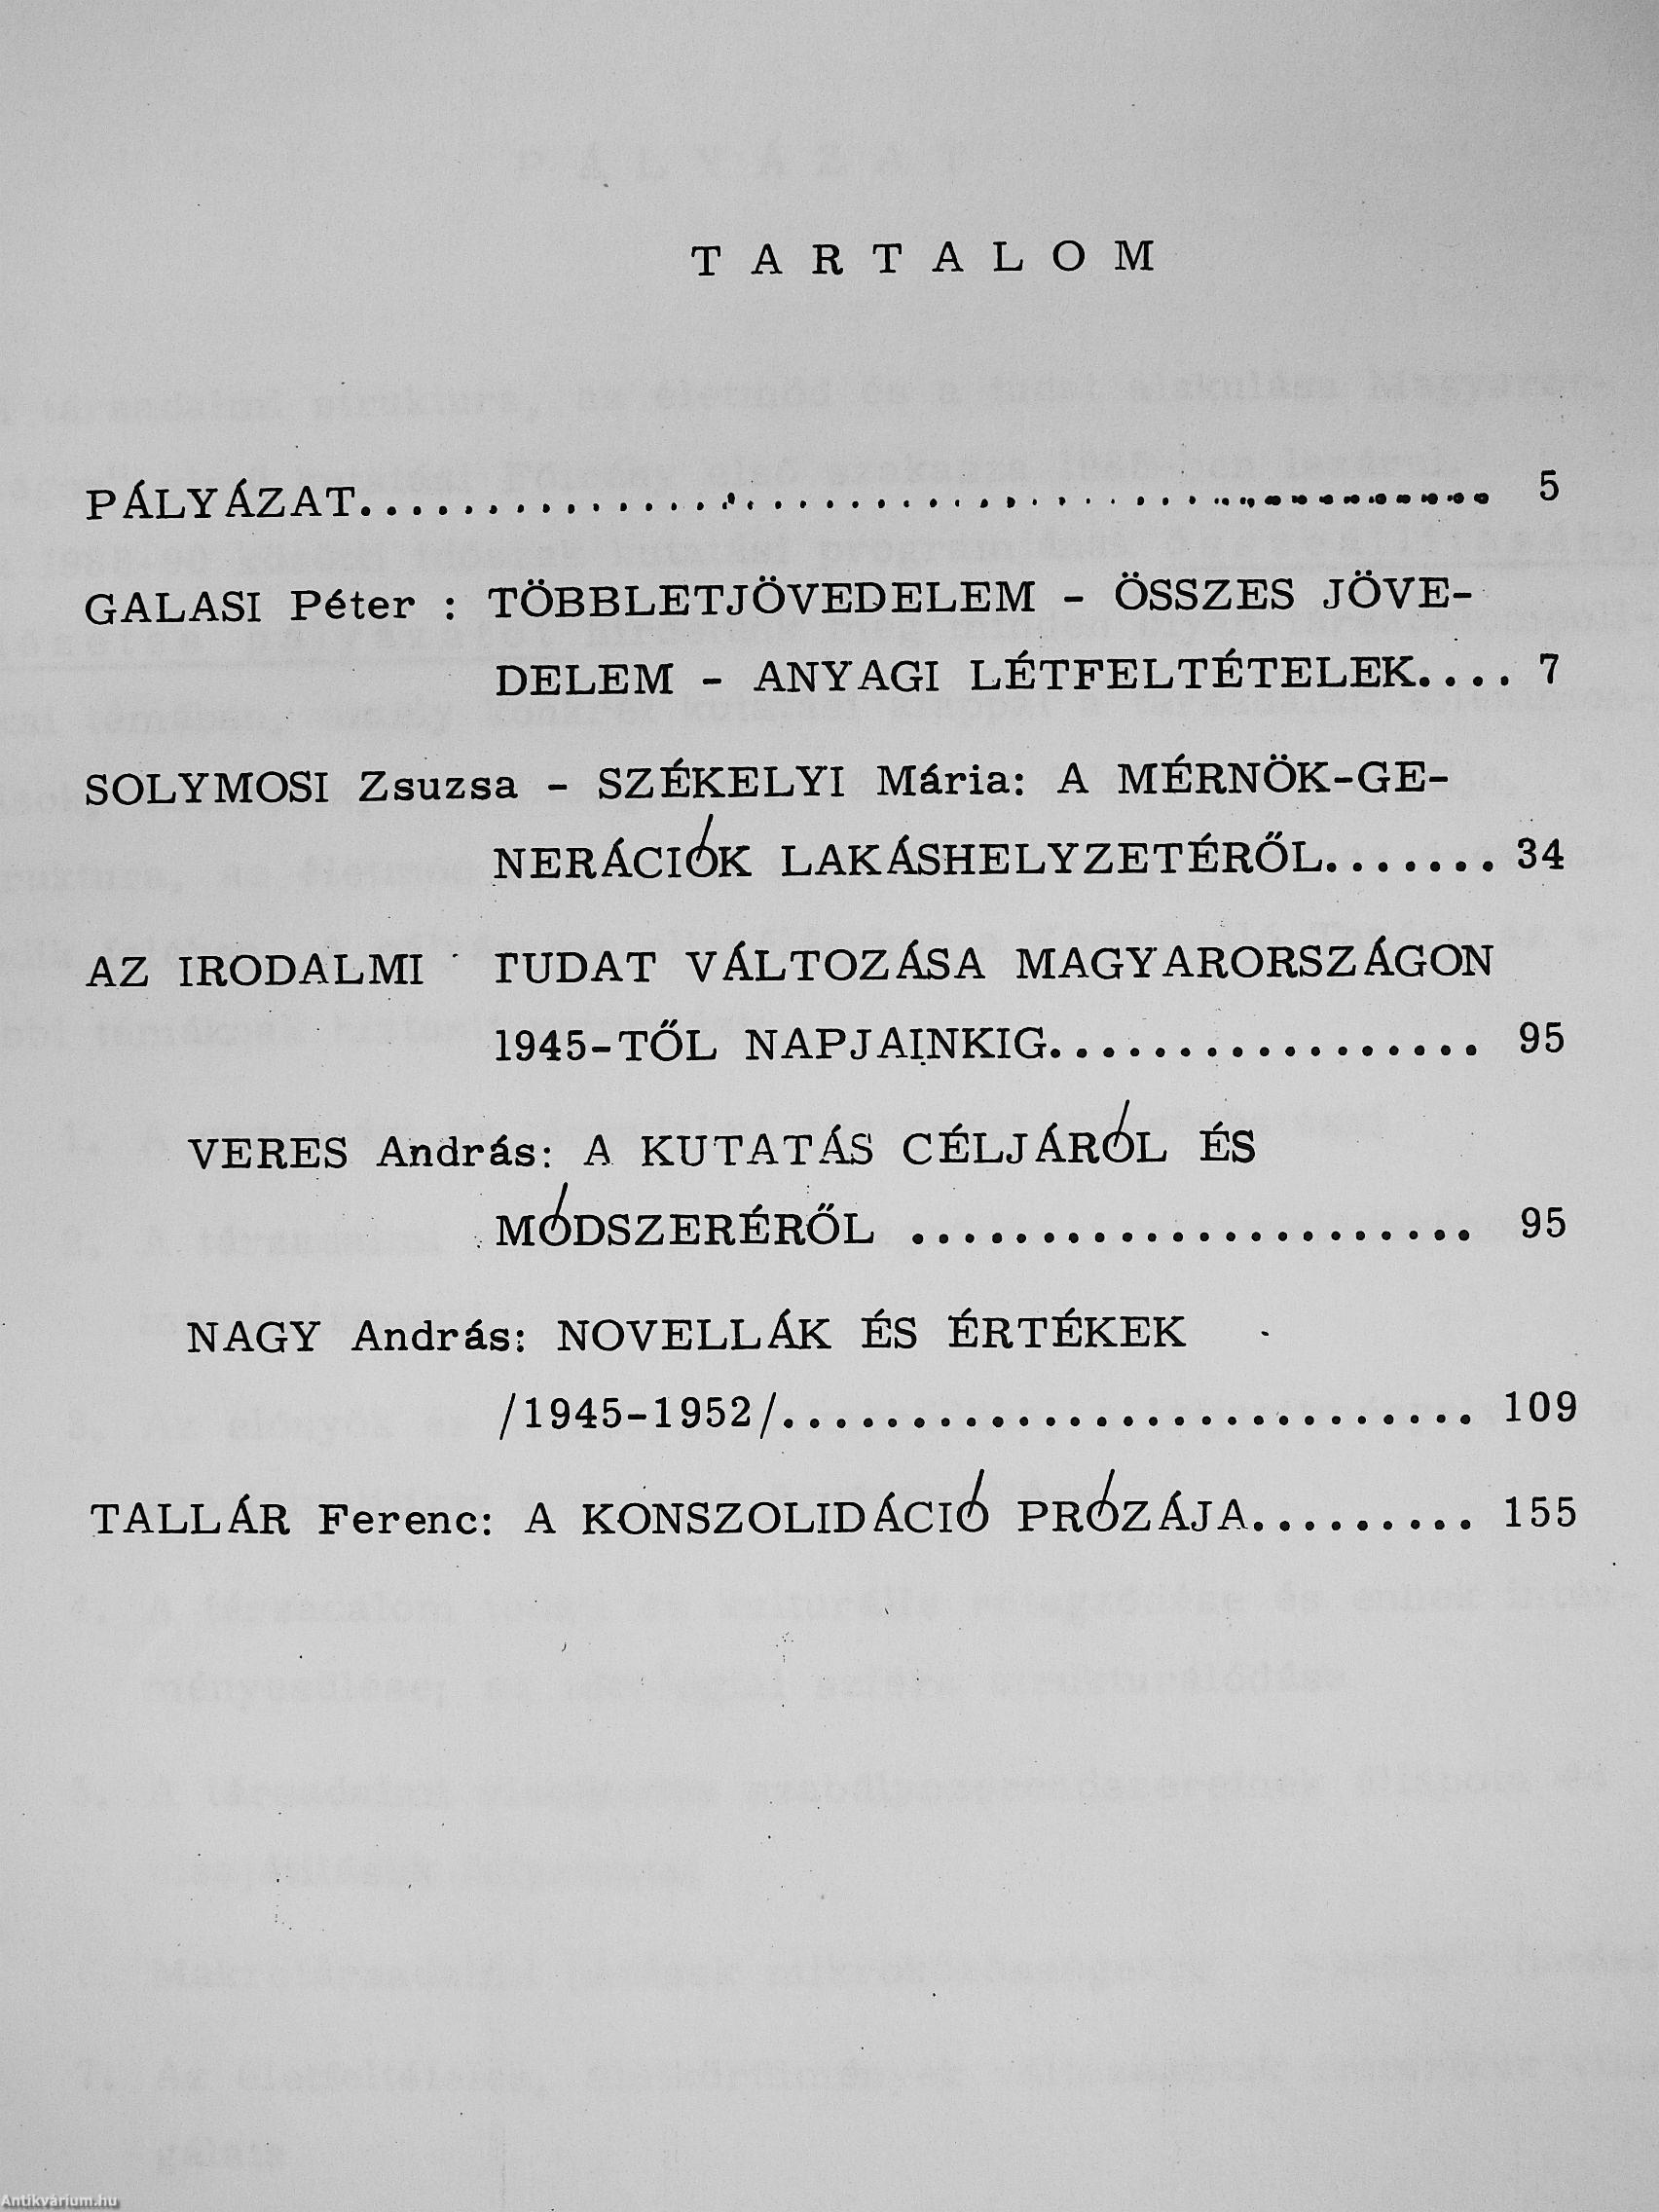 T A R T A L O M
PÁLYÁZAT.......................................... 5
GALASI Péter : TÖBBLETJÖVEDELEM - ÖSSZES JÖVE-
DELEM - ANYAGI LÉTFELTÉTELEK.... 7
SOLYMOSI Zsuzsa - SZÉKELYI Mária: A MÉRNÖK-GE-
NERÁCIÓK LAKÁSHELYZETÉRŐL....... 34
AZ IRODALMI TUDAT VÁLTOZÁSA MAGYARORSZÁGON
1945-TŐL NAPJAINKIG................. 95
VERES András: A KUTATÁS CÉLJÁRÓL ÉS
MÓDSZERÉRŐL ...................... 95
NAGY András: NOVELLÁK ÉS ÉRTÉKEK
/1945-1952/........................... 109
TALLÁR Ferenc: A KONSZOLIDÁCIÓ PRÓZÁJA......... 155
Antikvárium.hu